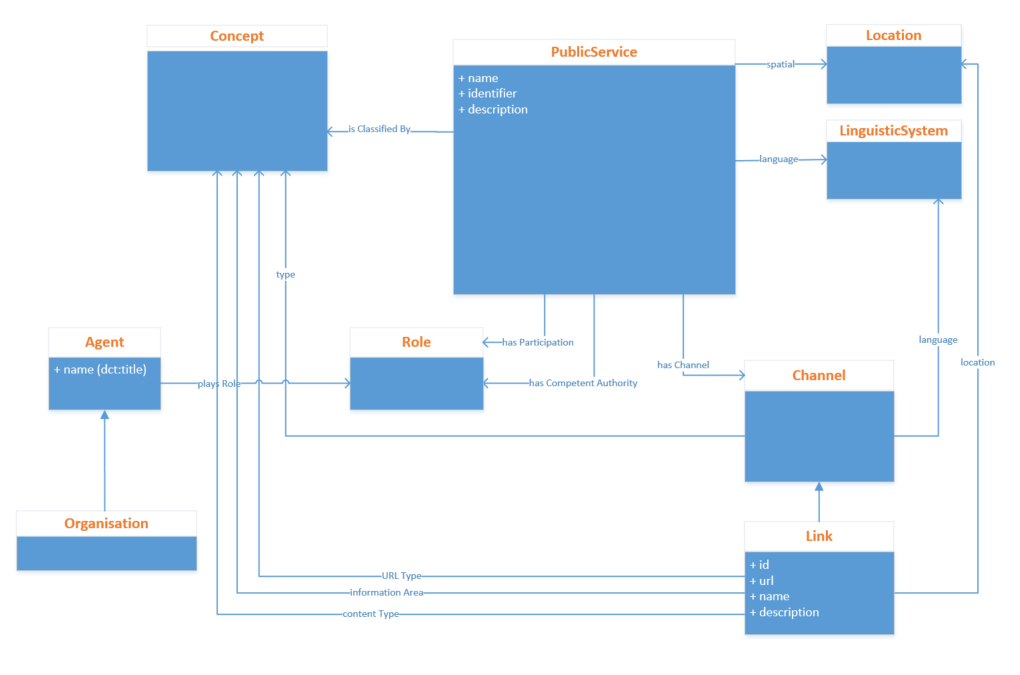 Concept
PublicService
+ name
+ identifier
+ description
Location
spatial
is Classified By
LinguisticSystem
language
type
Agent
+ name (dct:title)
plays Role
Role
has Participation
has Competent Authority
has Channel
language
location
Channel
Organisation
Link
+ id
+ url
+ name
+ description
URL Type
information Area
content Type